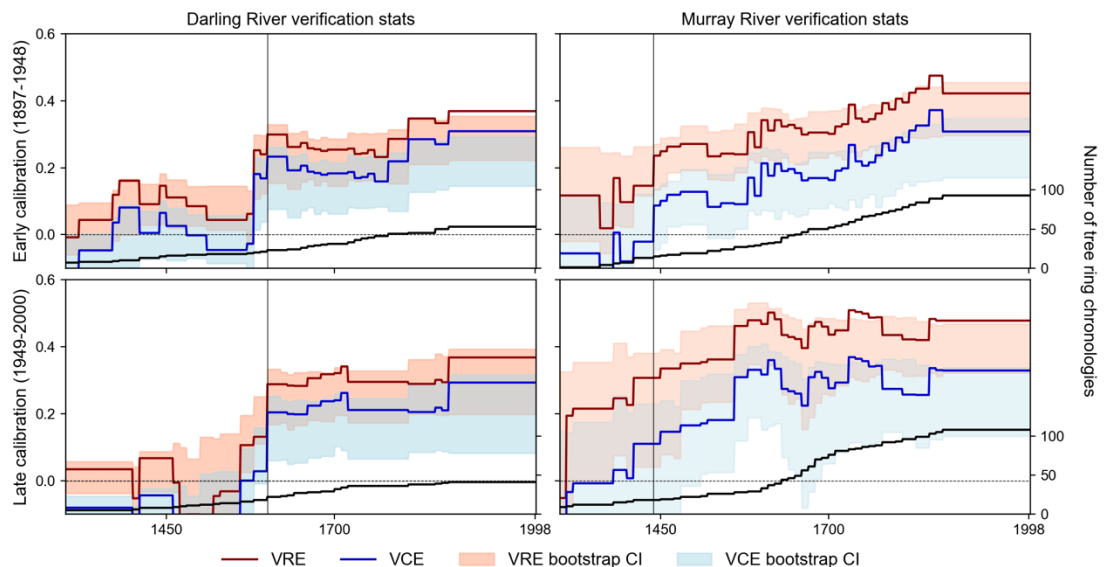 Darling River verification stats
Murray River verification stats
Early calibration (1897-1948)
0.6
0.4
0.2
0.0
100
50
0
Late calibration (1949-2000)
0.6
0.4
0.2
0.0
100
50
0
Number of tree ring chronologies
1450
1700
1998
1450
1700
1998
VRE
VCE
VRE bootstrap CI
VCE bootstrap CI